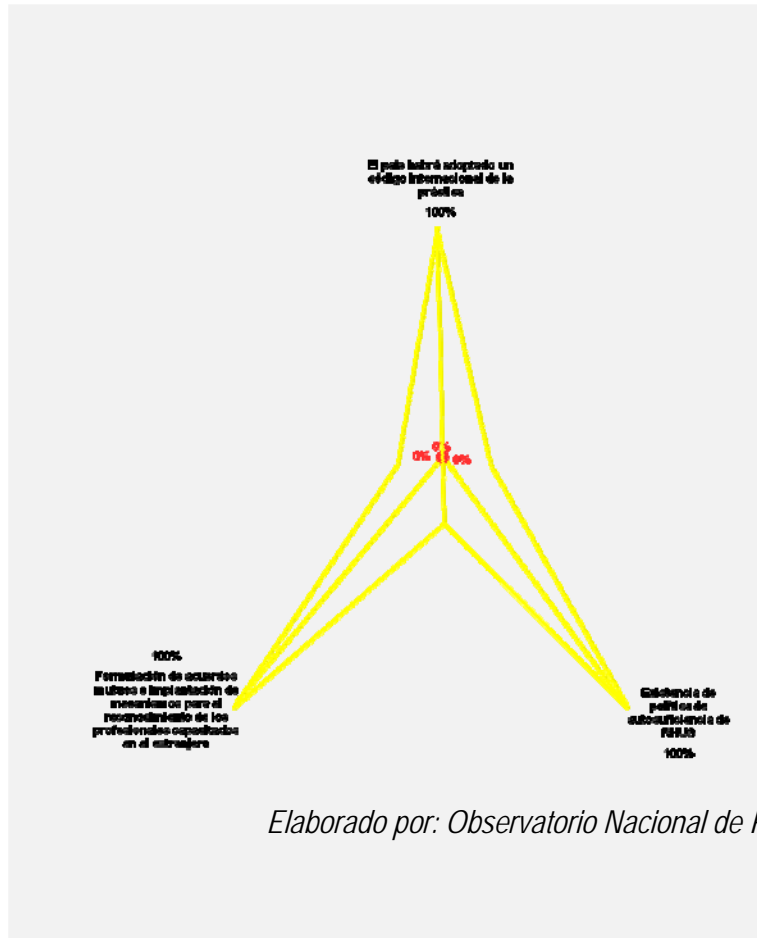 El país habrá adoptado un
código internacional de la
práctica
100%
0%
0%
0%
100%
Formulación de acuerdos
mutuos e implantación de
mecanismos para el
reconocimiento de los
profesionales capacitados
en el extranjero
Existencia de
política de
autosuficiencia de
RHUS
100%
Elaborado por: Observatorio Nacional de